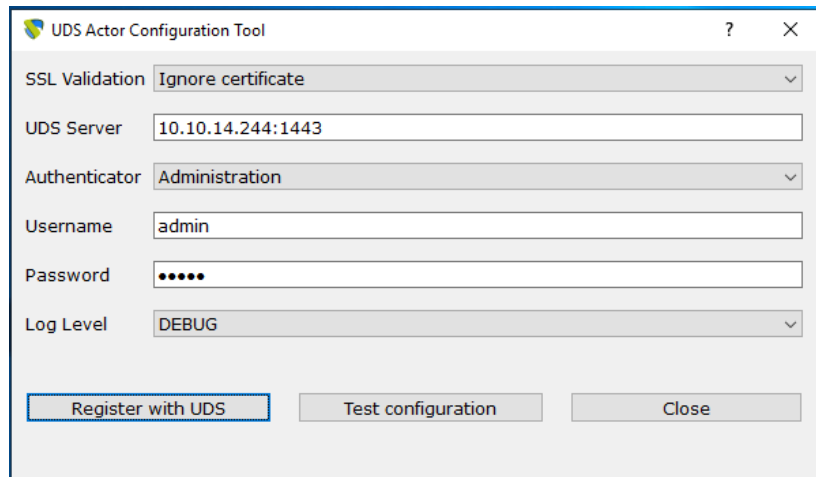 UDS Actor Configuration Tool ?
SSL Validation Ignore certificate
UDS Server 10.10.14.244:1443
Authenticator Administration
Username admin
Password •••••
Log Level DEBUG
Register with UDS Test configuration Close